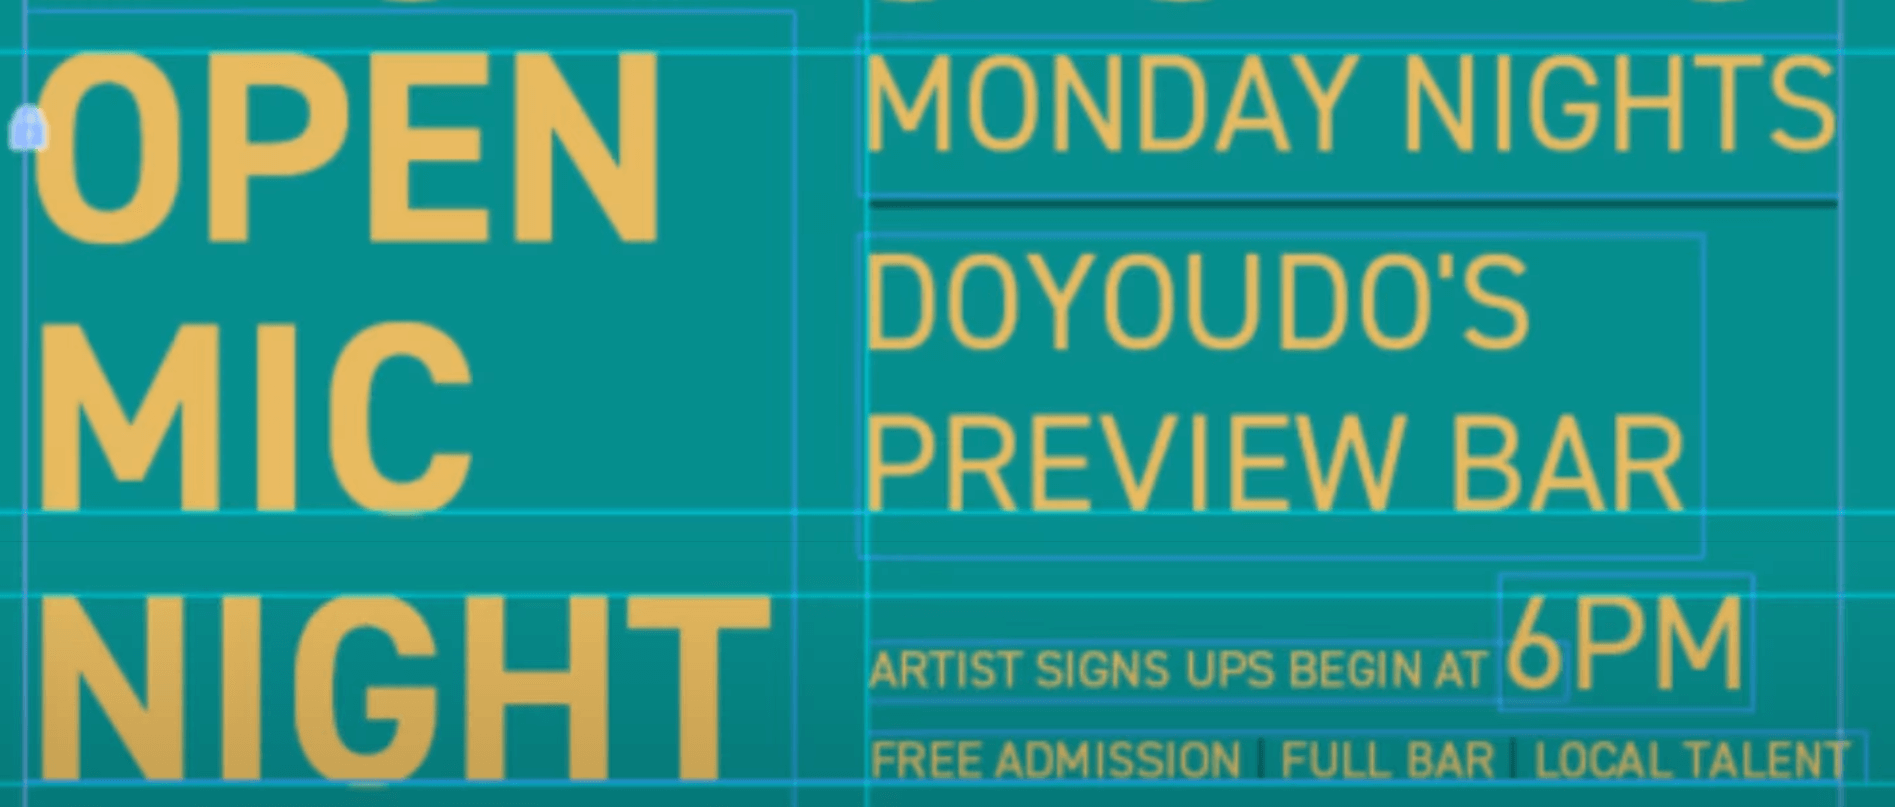 OPEN
MIC
NIGHT
MONDAY NIGHTS
DOYOUDO'S
PREVIEW BAR
ARTIST SIGNS UPS BEGIN AT 6PM
FREE ADMISSION | FULL BAR | LOCAL TALENT